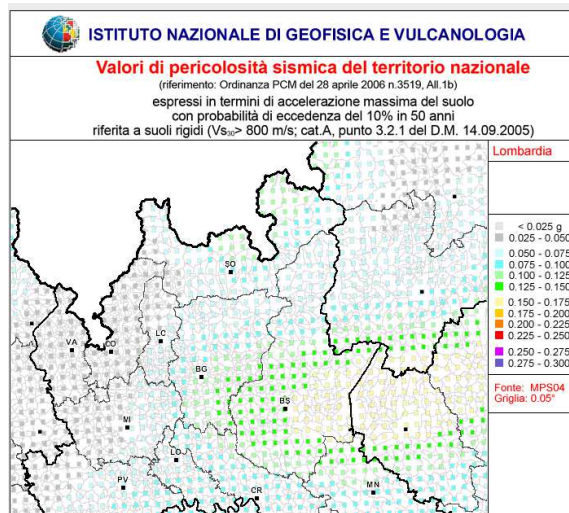 ISTITUTO NAZIONALE DI GEOFISICA E VULCANOLOGIA
Valori di pericolosità sismica del territorio nazionale
(riferimento: Ordinanza PCM del 28 aprile 2006 n.3519, All.1b)
espressi in termini di accelerazione massima del suolo
con probabilità di eccedenza del 10% in 50 anni
riferita a suoli rigidi (Vs₃₀> 800 m/s; cat.A, punto 3.2.1 del D.M. 14.09.2005)
Lombardia
< 0.025 g
0.025 - 0.050
0.050 - 0.075
0.075 - 0.100
0.100 - 0.125
0.125 - 0.150
0.150 - 0.175
0.175 - 0.200
0.200 - 0.225
0.225 - 0.250
0.250 - 0.275
0.275 - 0.300
Fonte: MPS04
Griglia: 0.05°
SO
VA
CO
LC
BG
BS
MI
LO
PV
CR
MN